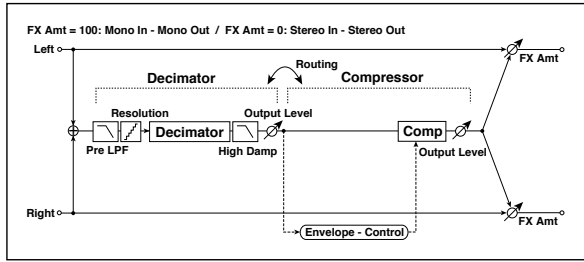 FX Amt = 100: Mono In - Mono Out / FX Amt = 0: Stereo In - Stereo Out
Left
FX Amt
Routing
Decimator
Compressor
Resolution
Output Level
Decimator
Comp
Pre LPF
High Damp
Output Level
Right
FX Amt
Envelope - Control